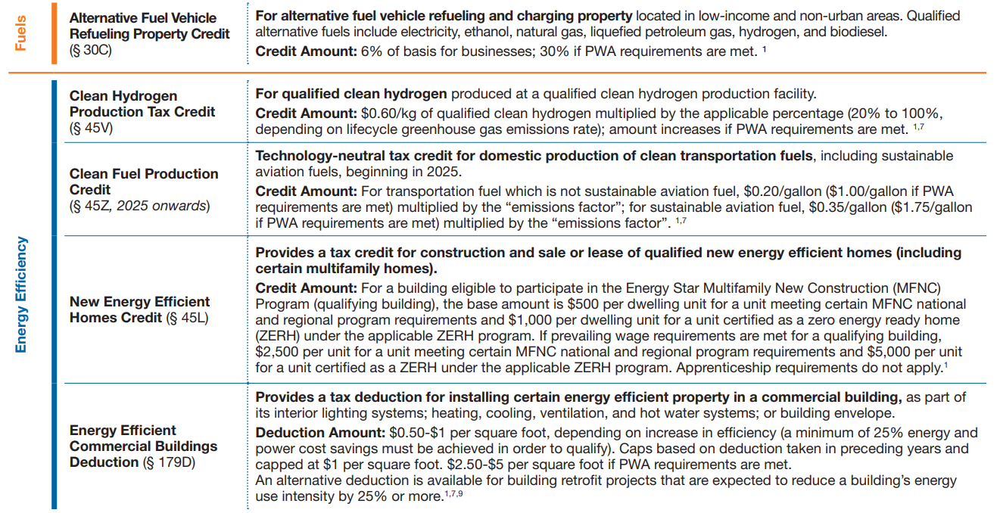 Fuels
Alternative Fuel Vehicle
Refueling Property Credit
(§ 30C)
For alternative fuel vehicle refueling and charging property located in low-income and non-urban areas. Qualified
alternative fuels include electricity, ethanol, natural gas, liquefied petroleum gas, hydrogen, and biodiesel.
Credit Amount: 6% of basis for businesses; 30% if PWA requirements are met. 1
Energy Efficiency
Clean Hydrogen
Production Tax Credit
(§ 45V)
For qualified clean hydrogen produced at a qualified clean hydrogen production facility.
Credit Amount: $0.60/kg of qualified clean hydrogen multiplied by the applicable percentage (20% to 100%,
depending on lifecycle greenhouse gas emissions rate); amount increases if PWA requirements are met. 1,7
Clean Fuel Production
Credit
(§ 45Z, 2025 onwards)
Technology-neutral tax credit for domestic production of clean transportation fuels, including sustainable
aviation fuels, beginning in 2025.
Credit Amount: For transportation fuel which is not sustainable aviation fuel, $0.20/gallon ($1.00/gallon if PWA
requirements are met) multiplied by the “emissions factor”; for sustainable aviation fuel, $0.35/gallon ($1.75/gallon
if PWA requirements are met) multiplied by the “emissions factor”. 1,7
New Energy Efficient
Homes Credit (§ 45L)
Provides a tax credit for construction and sale or lease of qualified new energy efficient homes (including
certain multifamily homes).
Credit Amount: For a building eligible to participate in the Energy Star Multifamily New Construction (MFNC)
Program (qualifying building), the base amount is $500 per dwelling unit for a unit meeting certain MFNC national
and regional program requirements and $1,000 per dwelling unit for a unit certified as a zero energy ready home
(ZERH) under the applicable ZERH program. If prevailing wage requirements are met for a qualifying building,
$2,500 per unit for a unit meeting certain MFNC national and regional program requirements and $5,000 per unit
for a unit certified as a ZERH under the applicable ZERH program. Apprenticeship requirements do not apply.1
Energy Efficient
Commercial Buildings
Deduction (§ 179D)
Provides a tax deduction for installing certain energy efficient property in a commercial building, as part of
its interior lighting systems; heating, cooling, ventilation, and hot water systems; or building envelope.
Deduction Amount: $0.50-$1 per square foot, depending on increase in efficiency (a minimum of 25% energy and
power cost savings must be achieved in order to qualify). Caps based on deduction taken in preceding years and
capped at $1 per square foot. $2.50-$5 per square foot if PWA requirements are met.
An alternative deduction is available for building retrofit projects that are expected to reduce a building’s energy
use intensity by 25% or more.1,7,9